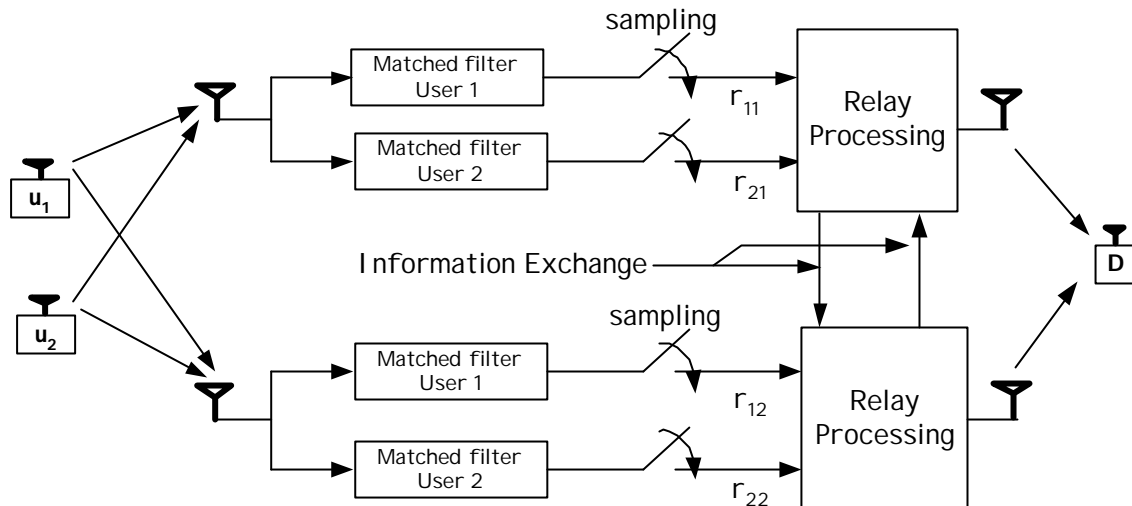 sampling
Matched filter
User 1
r11
Matched filter
User 2
r21
Relay
Processing
u1
u2
D
Information Exchange
sampling
Matched filter
User 1
r12
Matched filter
User 2
r22
Relay
Processing